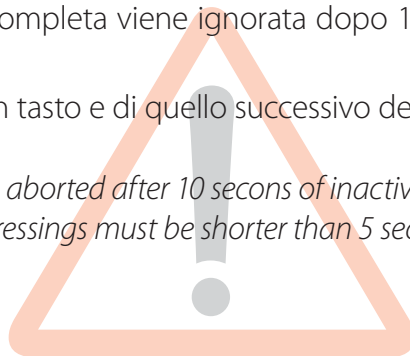 ompleta viene ignorata dopo 1
n tasto e di quello successivo de
aborted after 10 secons of inactiv
ressings must be shorter than 5 sec